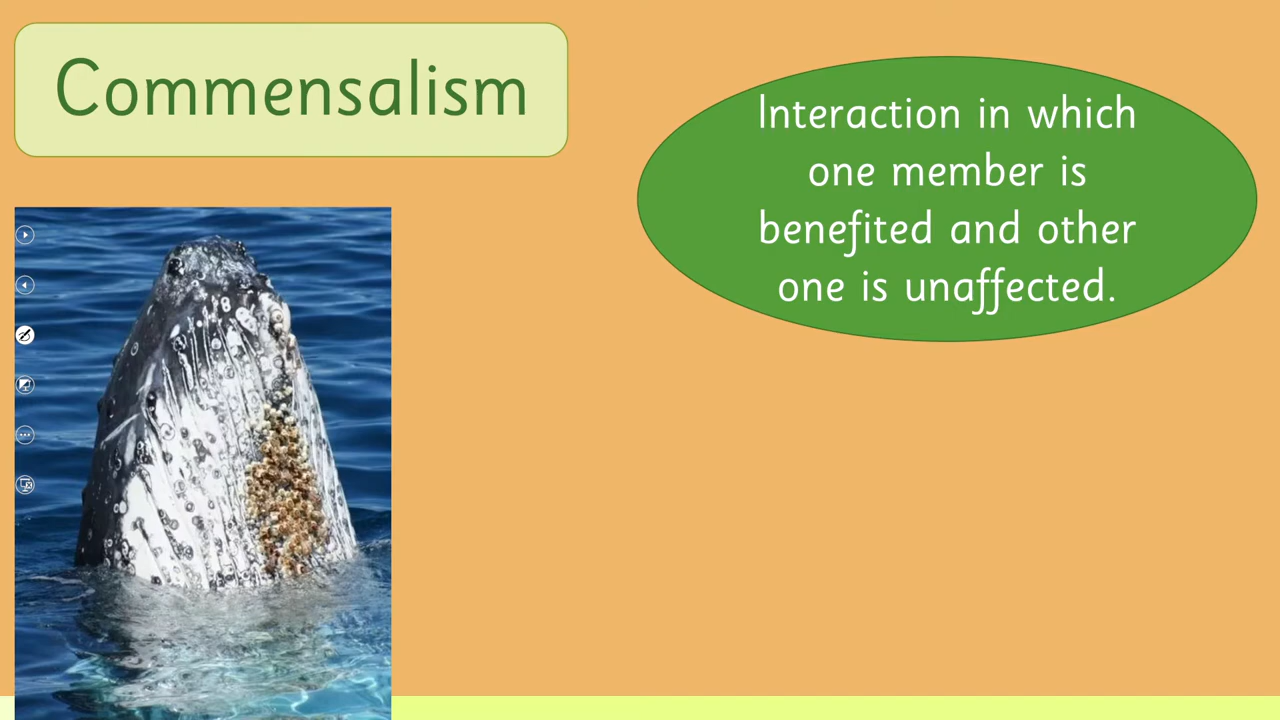 Commensalism
Interaction in which
one member is
benefited and other
one is unaffected.